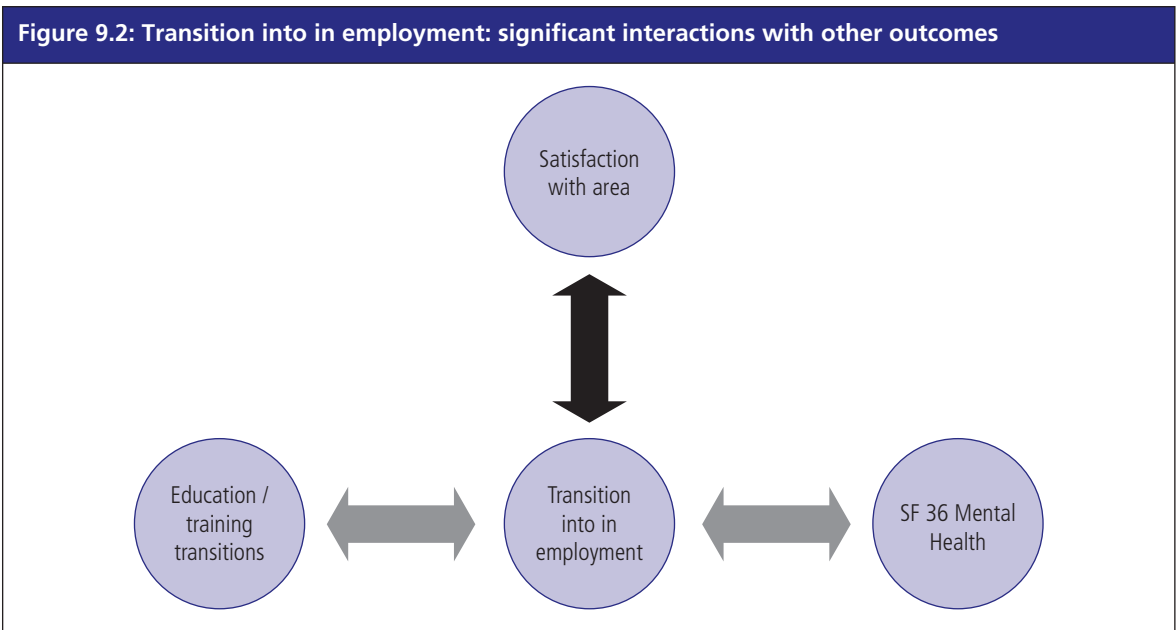 Figure 9.2: Transition into in employment: significant interactions with other outcomes
Satisfaction
with area
Education /
training
transitions
Transition
into in
employment
SF 36 Mental
Health